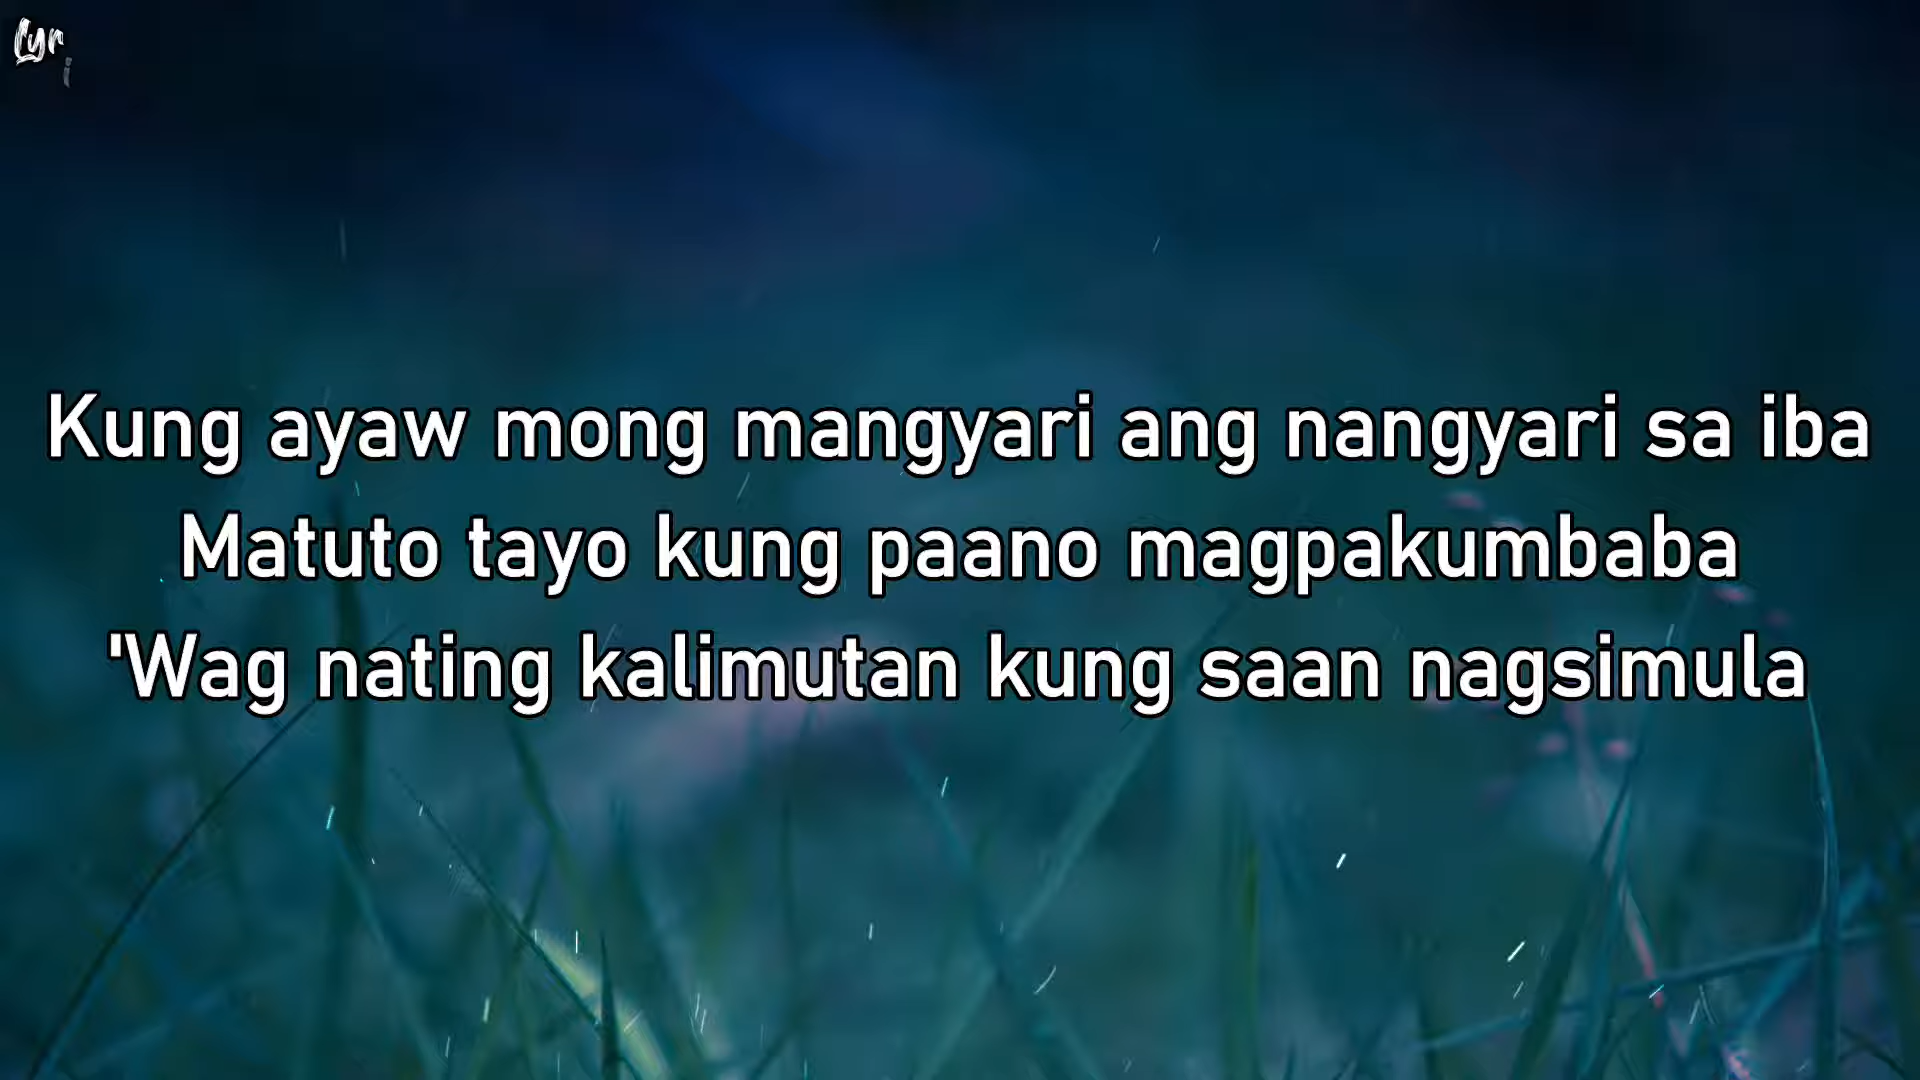 Lyri
Kung ayaw mong mangyari ang nangyari sa iba
Matuto tayo kung paano magpakumbaba
'Wag nating kalimutan kung saan nagsimula